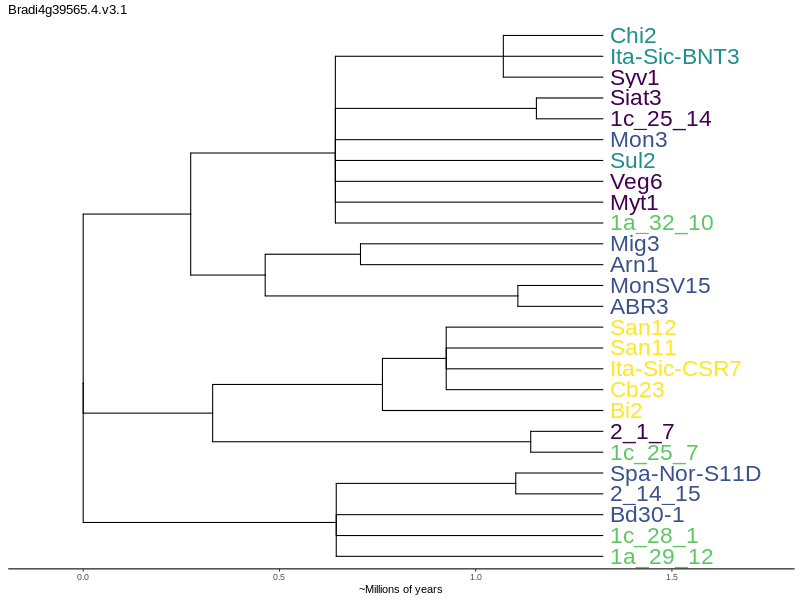 Bradi4g39565.4.v3.1
Chi2
Ita-Sic-BNT3
Syv1
Siat3
1c_25_14
Mon3
Sul2
Veg6
Myt1
1a_32_10
Mig3
Arn1
MonSV15
ABR3
San12
San11
Ita-Sic-CSR7
Cb23
Bi2
2_1_7
1c_25_7
Spa-Nor-S11D
2_14_15
Bd30-1
1c_28_1
1a_29_12
0.0 0.5 1.0 1.5
~Millions of years